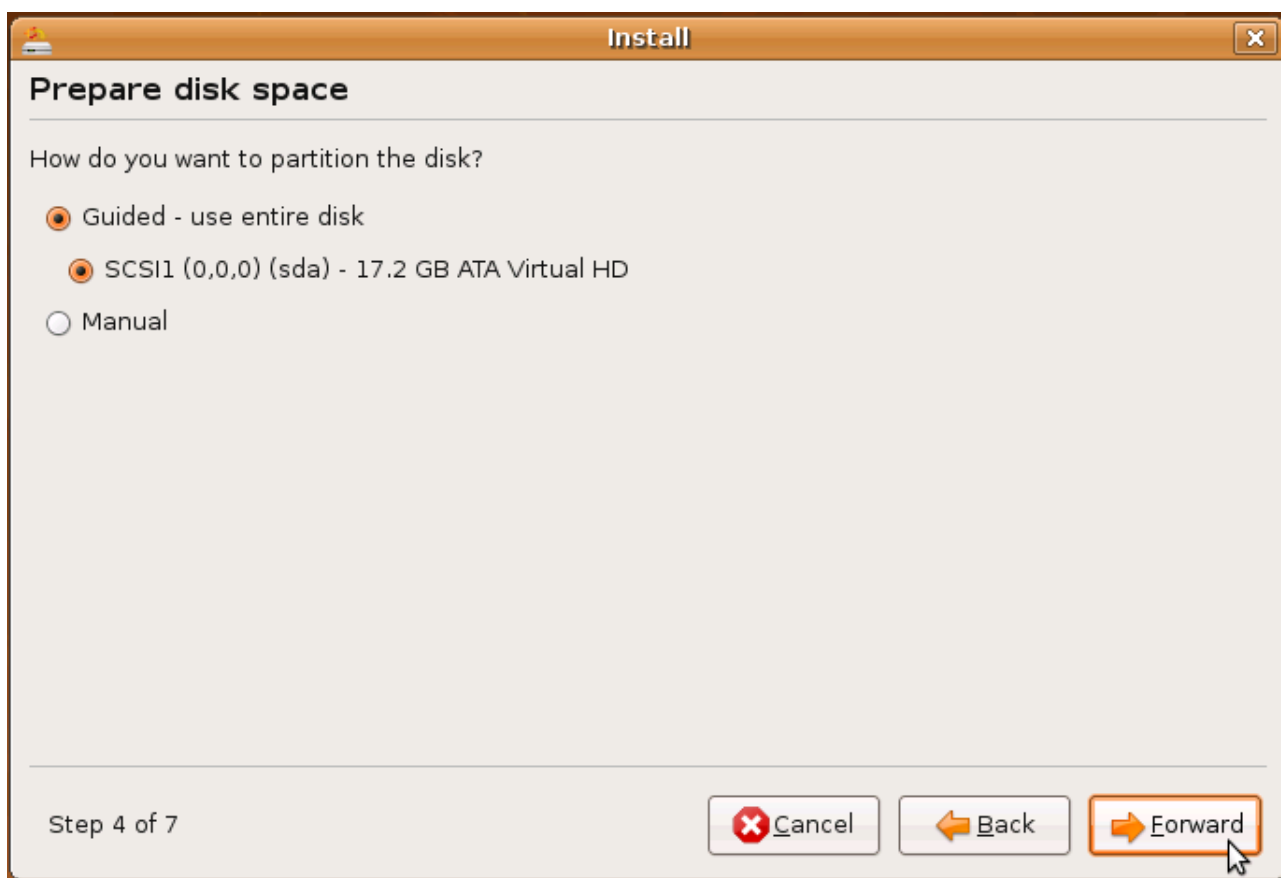 Install
Prepare disk space
How do you want to partition the disk?
Guided - use entire disk
SCSI1 (0,0,0) (sda) - 17.2 GB ATA Virtual HD
Manual
Step 4 of 7
Cancel
Back
Forward